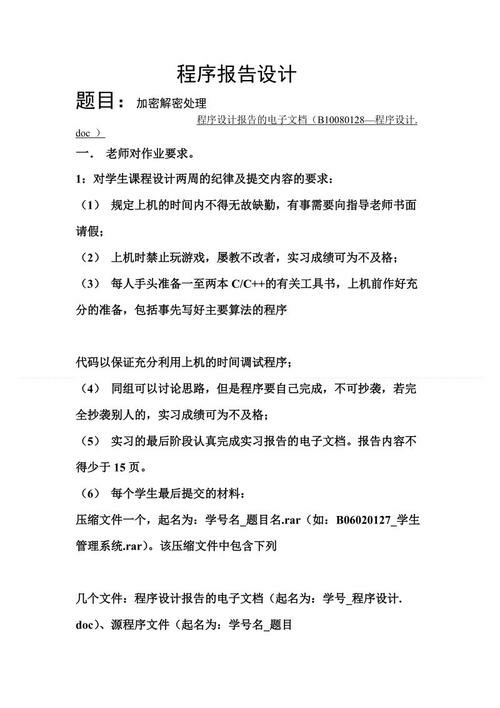 程序报告设计
题目：加密解密处理
程序设计报告的电子文档（B10080128—程序设计.
doc ）
一． 老师对作业要求。
1：对学生课程设计两周的纪律及提交内容的要求：
（1） 规定上机的时间内不得无故缺勤，有事需要向指导老师书面
请假；
（2） 上机时禁止玩游戏，屡教不改者，实习成绩可为不及格；
（3） 每人手头准备一至两本 C/C++的有关工具书，上机前作好充
分的准备，包括事先写好主要算法的程序
代码以保证充分利用上机的时间调试程序；
（4） 同组可以讨论思路，但是程序要自己完成，不可抄袭，若完
全抄袭别人的，实习成绩可为不及格；
（5） 实习的最后阶段认真完成实习报告的电子文档。报告内容不
得少于 15 页。
（6） 每个学生最后提交的材料：
压缩文件一个，起名为：学号名_题目名.rar（如：B06020127_学生
管理系统.rar）。该压缩文件中包含下列
几个文件：程序设计报告的电子文档（起名为：学号_程序设计.
doc）、源程序文件（起名为：学号名_题目